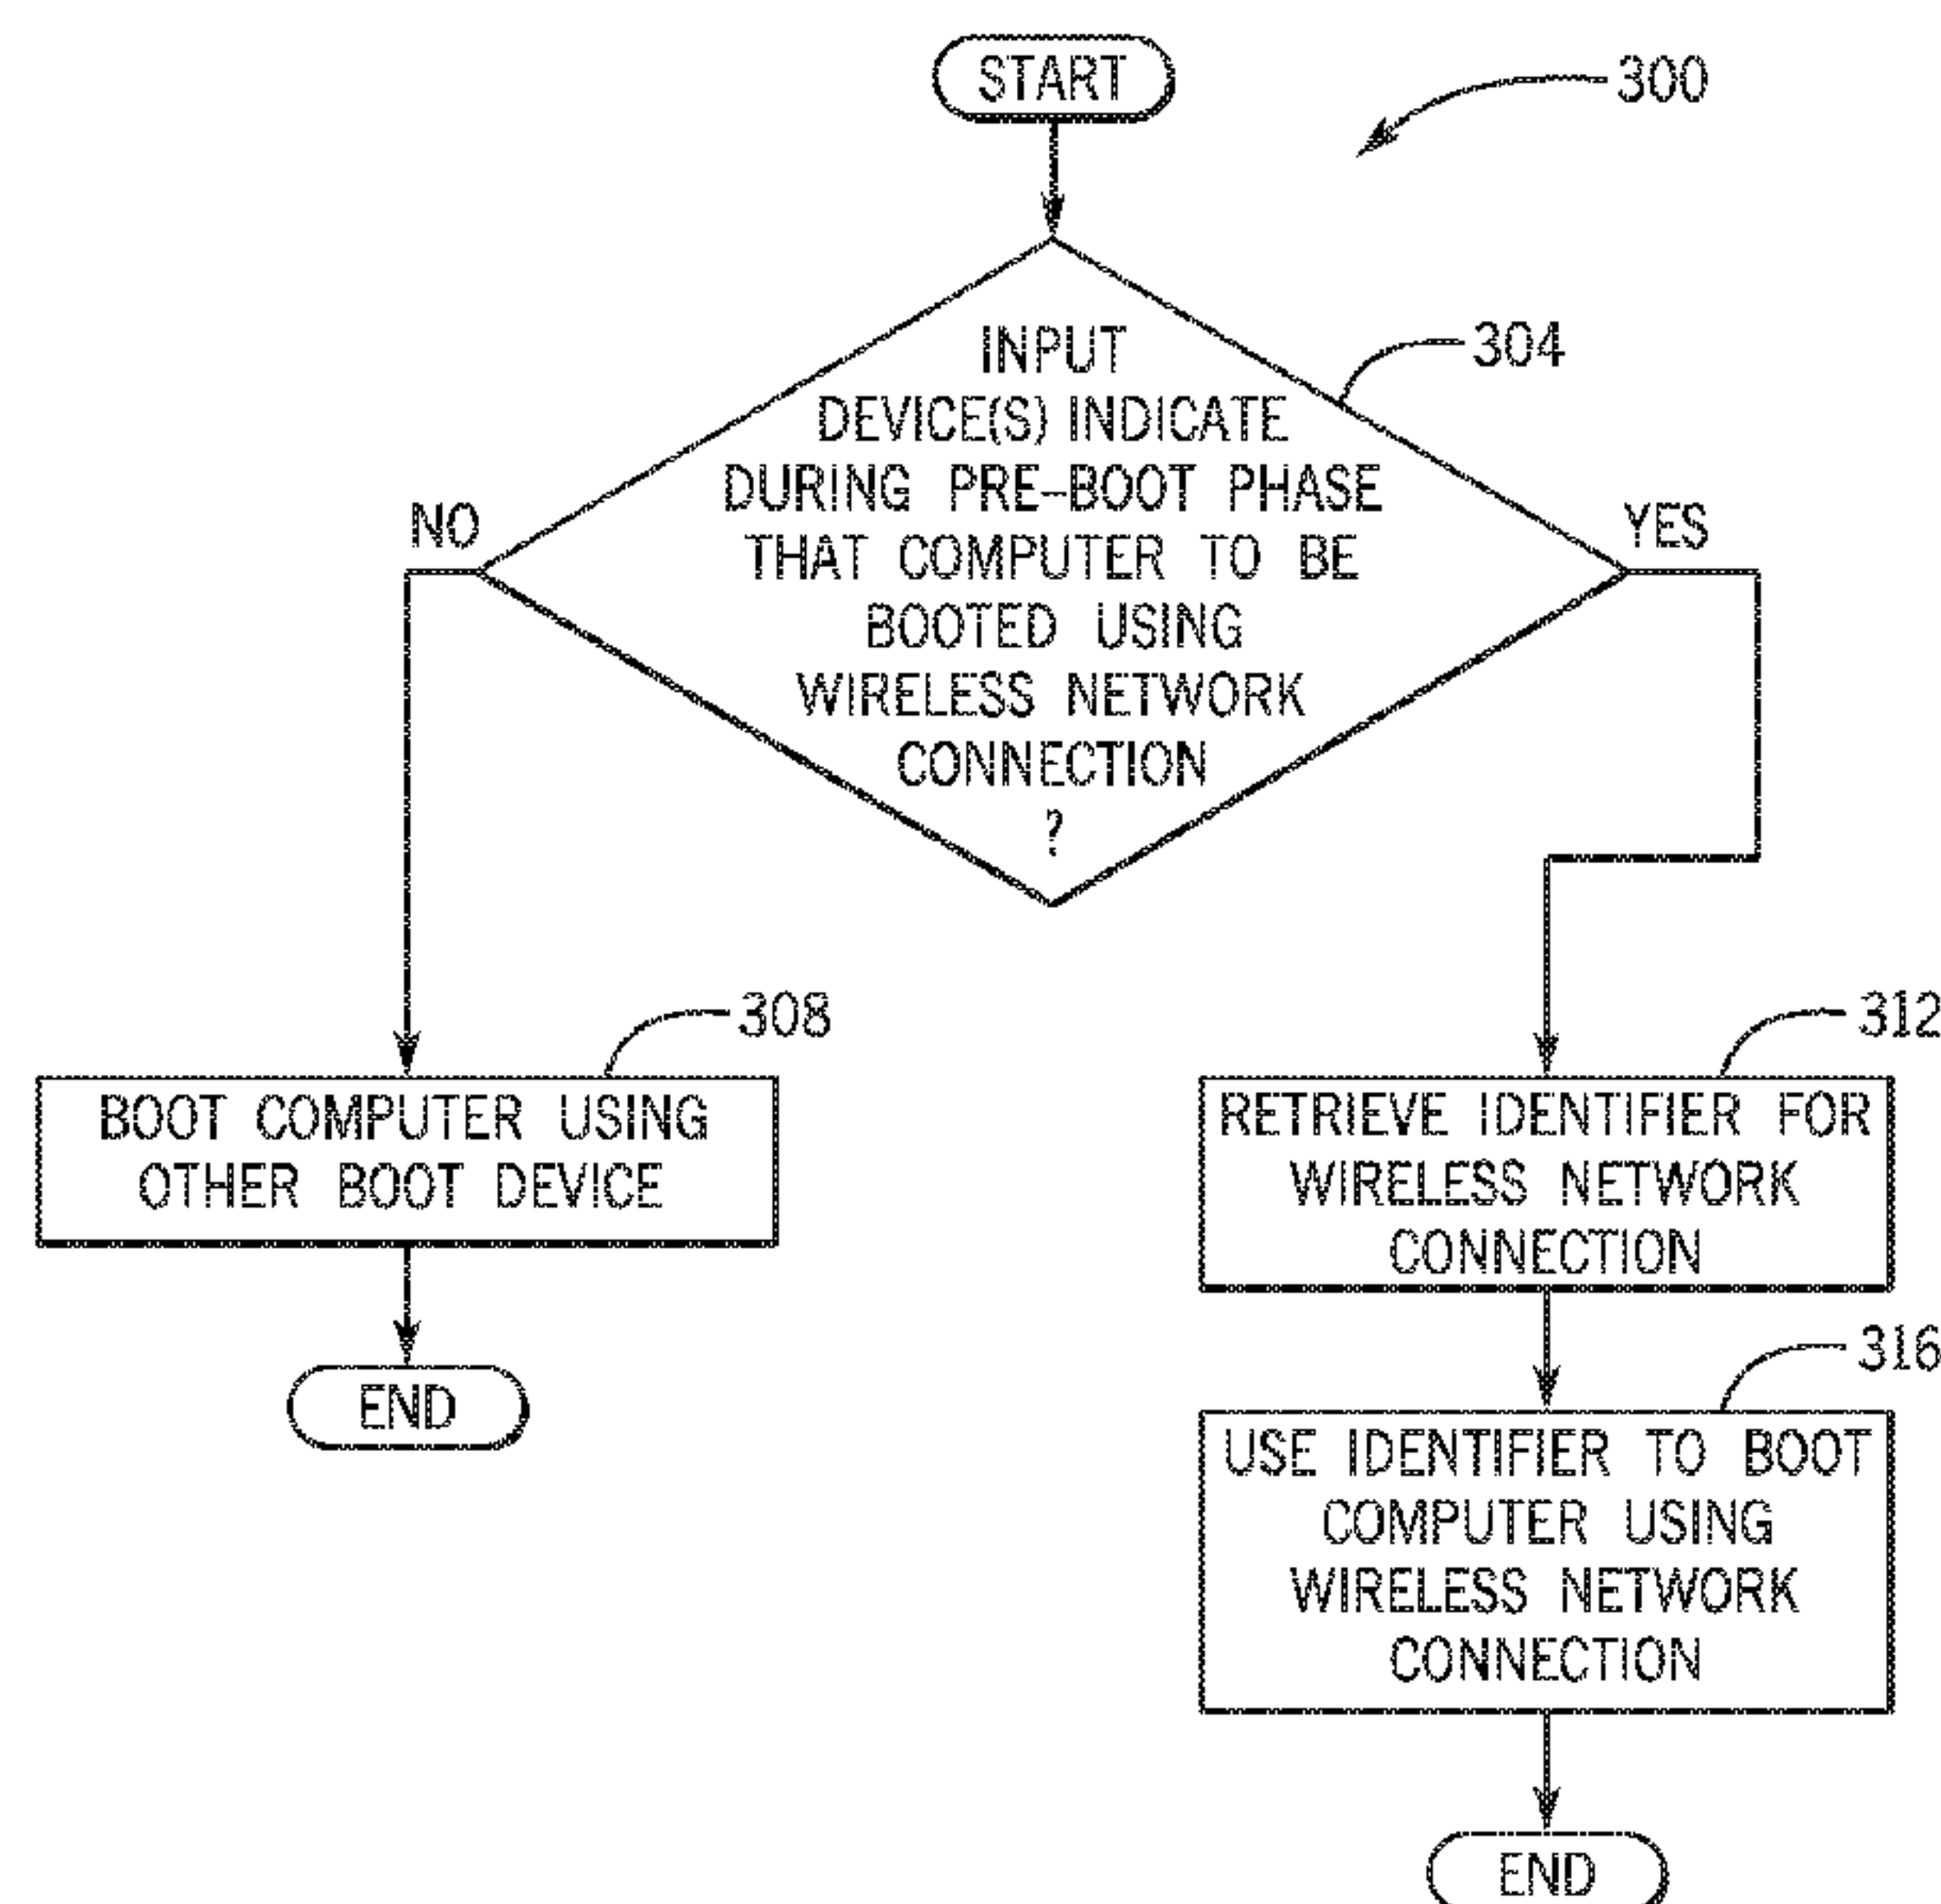 START
300
INPUT
DEVICE(S) INDICATE
DURING PRE-BOOT PHASE
THAT COMPUTER TO BE
BOOTED USING
WIRELESS NETWORK
CONNECTION
?
304
NO
YES
308
BOOT COMPUTER USING
OTHER BOOT DEVICE
END
312
RETRIEVE IDENTIFIER FOR
WIRELESS NETWORK
CONNECTION
316
USE IDENTIFIER TO BOOT
COMPUTER USING
WIRELESS NETWORK
CONNECTION
END